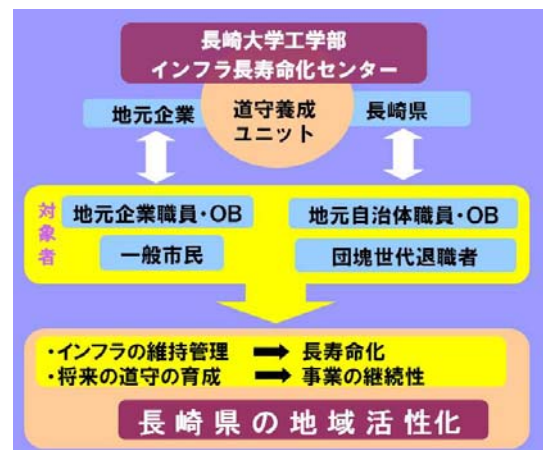 長崎大学工学部
インフラ長寿命化センター
地元企業
道守養成
ユニット
長崎県
対象者
地元企業職員・OB
地元自治体職員・OB
一般市民
団塊世代退職者
・インフラの維持管理 ➡ 長寿命化
・将来の道守の育成 ➡ 事業の継続性
長崎県の地域活性化